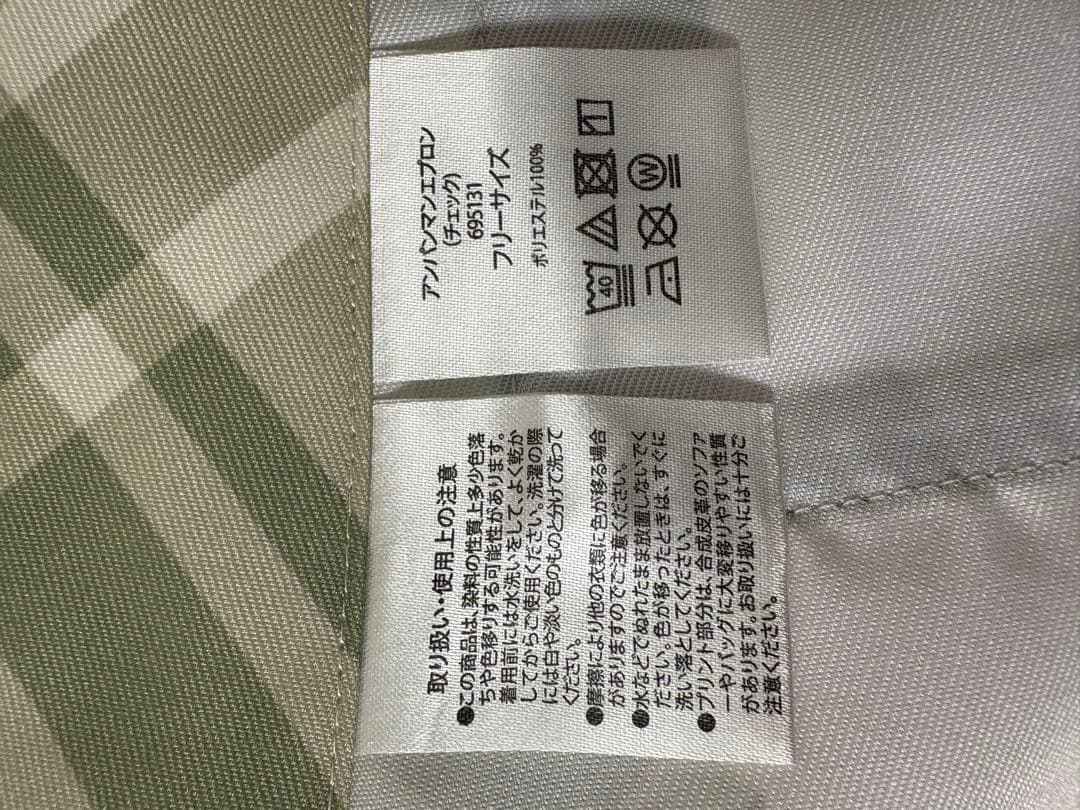 アンパンマンエプロン
(チェック)
695131
フリーサイズ
ポリエステル100%
40
W
取り扱い・使用上の注意
●この商品は、染料の性質上多少色落
ちや色移りする可能性があります。
着用前には水洗いをして、よく乾か
してからご使用ください。洗濯の際
には白や淡い色のものと分けて洗って
ください。
●摩擦により他の衣類に色が移る場合
がありますのでご注意ください。
●水などでぬれたまま放置しないでく
ださい。色が移ったときは、すぐに
洗い落としてください。
●プリント部分は、合成皮革のソファ
ーやバッグに大変移りやすい性質
があります。お取り扱いには十分ご
注意ください。